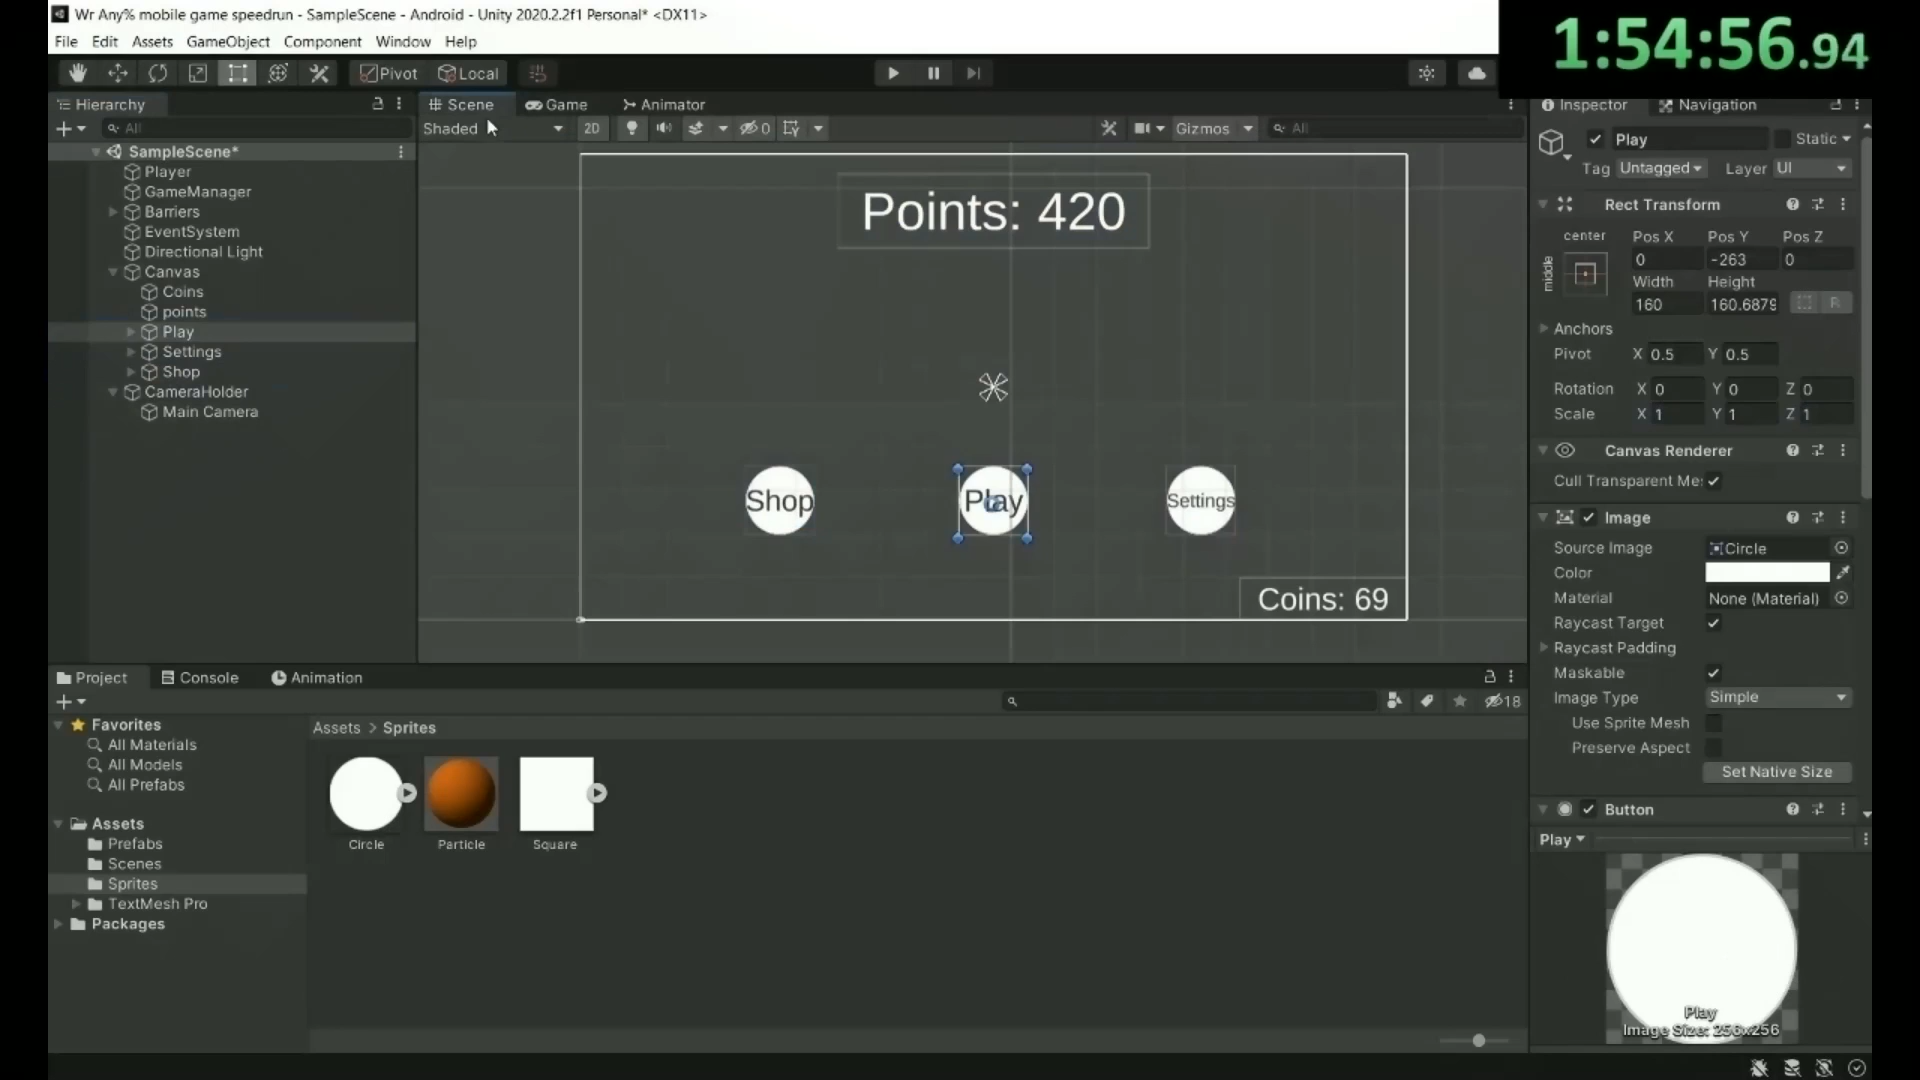 Wr Any% mobile game speedrun - SampleScene - Android - Unity 2020.2.2f1 Personal* <DX11>
1:54:56.94
File Edit Assets GameObject Component Window Help
Pivot Local
Hierarchy
Scene Game Animator
Inspector Navigation
All
Shaded 2D 0 Gizmos All
Play Static
Tag Untagged Layer UI
SampleScene*
Player
GameManager
Barriers
EventSystem
Directional Light
Canvas
Coins
points
Play
Settings
Shop
CameraHolder
Main Camera
Points: 420
Shop Play Settings
Coins: 69
Rect Transform
center Pos X Pos Y Pos Z
middle 0 -263 0
Width Height
160 160.6879 R
Anchors
Pivot X 0.5 Y 0.5
Rotation X 0 Y 0 Z 0
Scale X 1 Y 1 Z 1
Canvas Renderer
Cull Transparent Me:
Image
Source Image Circle
Color
Material None (Material)
Raycast Target
Raycast Padding
Maskable
Image Type Simple
Use Sprite Mesh
Preserve Aspect
Set Native Size
Button
Play
Play
Image Size: 256x256
Project Console Animation
18
Favorites
All Materials
All Models
All Prefabs
Assets
Prefabs
Scenes
Sprites
TextMesh Pro
Packages
Assets > Sprites
Circle Particle Square